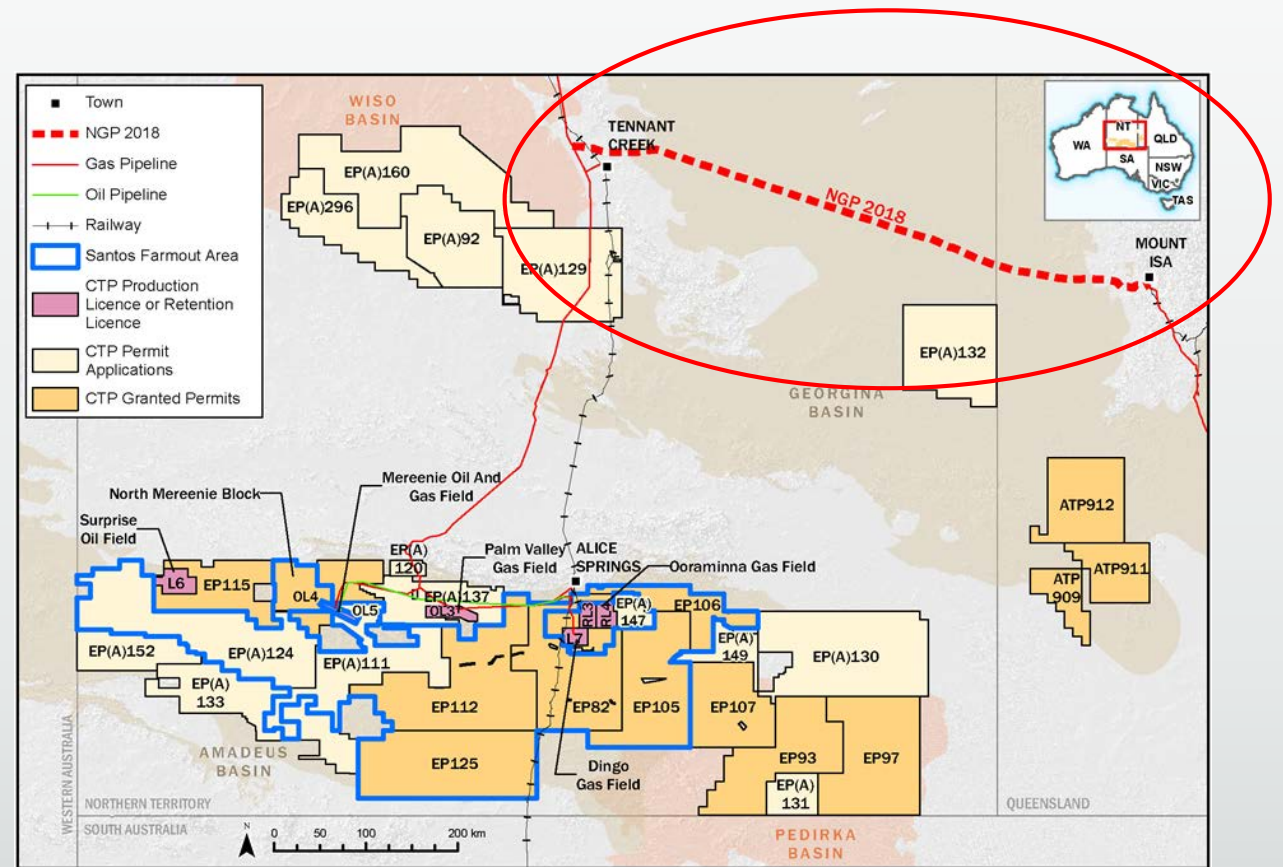 Town
NGP 2018
Gas Pipeline
Oil Pipeline
Railway
Santos Farmout Area
CTP Production
Licence or Retention
Licence
CTP Permit
Applications
CTP Granted Permits
WISO
BASIN
TENNANT
CREEK
NT
WA
QLD
SA
NSW
VIC
TAS
EP(A)160
EP(A)296
EP(A)92
EP(A)129
NGP 2018
MOUNT
ISA
EP(A)132
GEORGINA
BASIN
North Mereenie Block
Mereenie Oil And
Gas Field
Surprise
Oil Field
Palm Valley
Gas Field
ALICE
SPRINGS
Ooraminna Gas Field
EP(A)
120
L6
EP115
OL4
OL5
EP(A)137
OL3
RL3
RL4
L7
EP(A)
147
EP106
EP(A)
149
EP(A)130
ATP912
ATP911
ATP
909
EP(A)152
EP(A)124
EP(A)111
EP(A)
133
EP112
EP82
EP105
EP107
EP125
EP93
EP97
EP(A)
131
Dingo
Gas Field
AMADEUS
BASIN
WESTERN AUSTRALIA
NORTHERN TERRITORY
SOUTH AUSTRALIA
QUEENSLAND
N
0 50 100 200 km
PEDIRKA
BASIN